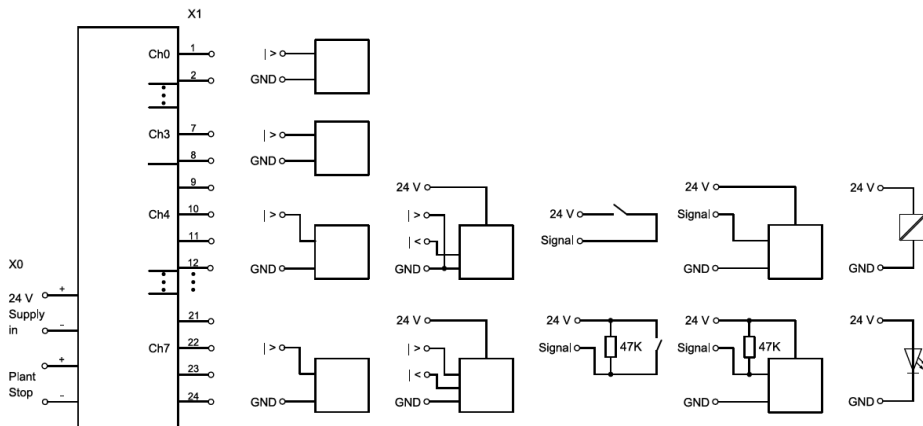 X1
Ch0
1
2
| >
GND
Ch3
7
8
| >
GND
9
Ch4
10
11
12
| >
GND
24 V
| >
| <
GND
24 V
Signal
24 V
Signal
GND
24 V
GND
X0
24 V
Supply
in
+
–
Plant
Stop
+
–
21
Ch7
22
23
24
| >
GND
24 V
| >
| <
GND
24 V
Signal
47K
24 V
Signal
47K
GND
24 V
GND